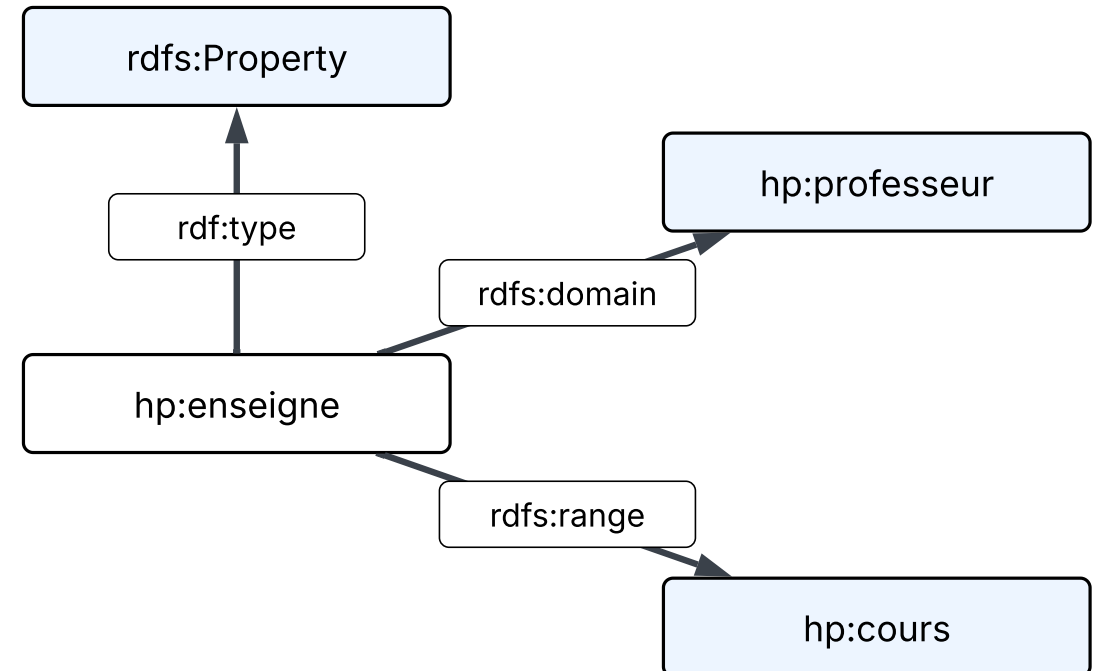 rdfs:Property
hp:professeur
rdf:type
rdfs:domain
hp:enseigne
rdfs:range
hp:cours